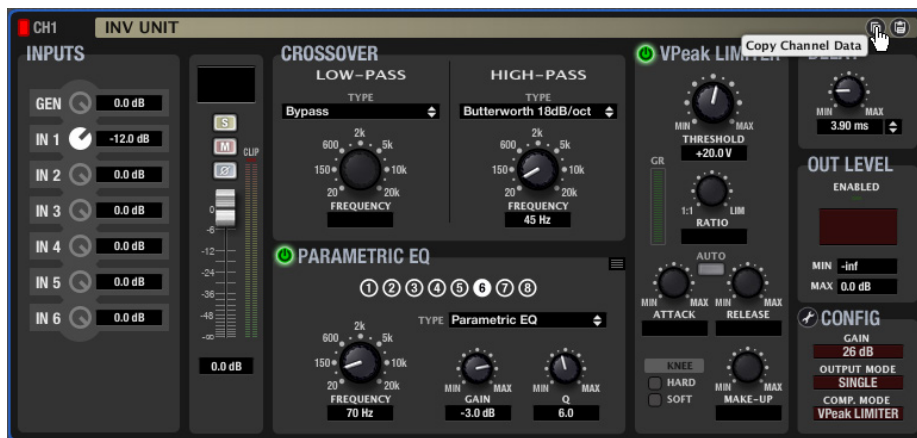 CH1
INV UNIT
Copy Channel Data
INPUTS
GEN
0.0 dB
IN 1
-12.0 dB
IN 2
0.0 dB
IN 3
0.0 dB
IN 4
0.0 dB
IN 5
0.0 dB
IN 6
0.0 dB
S
M
Ø
CLIP
0
-6
-12
-24
-36
-48
-∞
0.0 dB
CROSSOVER
LOW-PASS
TYPE
Bypass
2k
600
5k
150
10k
20
20k
FREQUENCY
HIGH-PASS
TYPE
Butterworth 18dB/oct
2k
600
5k
150
10k
20
20k
FREQUENCY
45 Hz
PARAMETRIC EQ
1 2 3 4 5 6 7 8
TYPE Parametric EQ
2k
600
5k
150
10k
20
20k
FREQUENCY
70 Hz
MIN MAX
GAIN
-3.0 dB
MIN MAX
Q
6.0
VPeak LIMITER
MIN MAX
THRESHOLD
+20.0 V
GR
1:1 LIM
RATIO
AUTO
MIN MAX
ATTACK
MIN MAX
RELEASE
KNEE
HARD
SOFT
MIN MAX
MAKE-UP
DELAY
MIN MAX
3.90 ms
OUT LEVEL
ENABLED
MIN -inf
MAX 0.0 dB
CONFIG
GAIN
26 dB
OUTPUT MODE
SINGLE
COMP. MODE
VPeak LIMITER